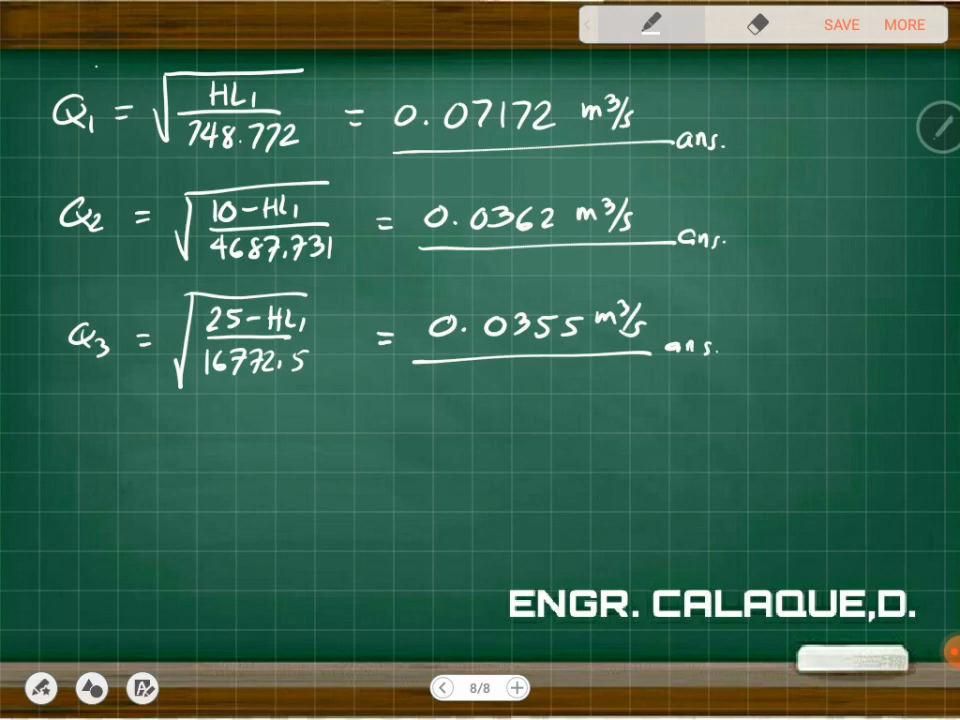 SAVE MORE
Q1 = √(HL1/748.772) = 0.07172 m³/s ans.
Q2 = √(10-HL1/4687.731) = 0.0362 m³/s ans.
Q3 = √(25-HL1/16772.5) = 0.0355 m³/s ans.
ENGR. CALAQUE,D.
8/8